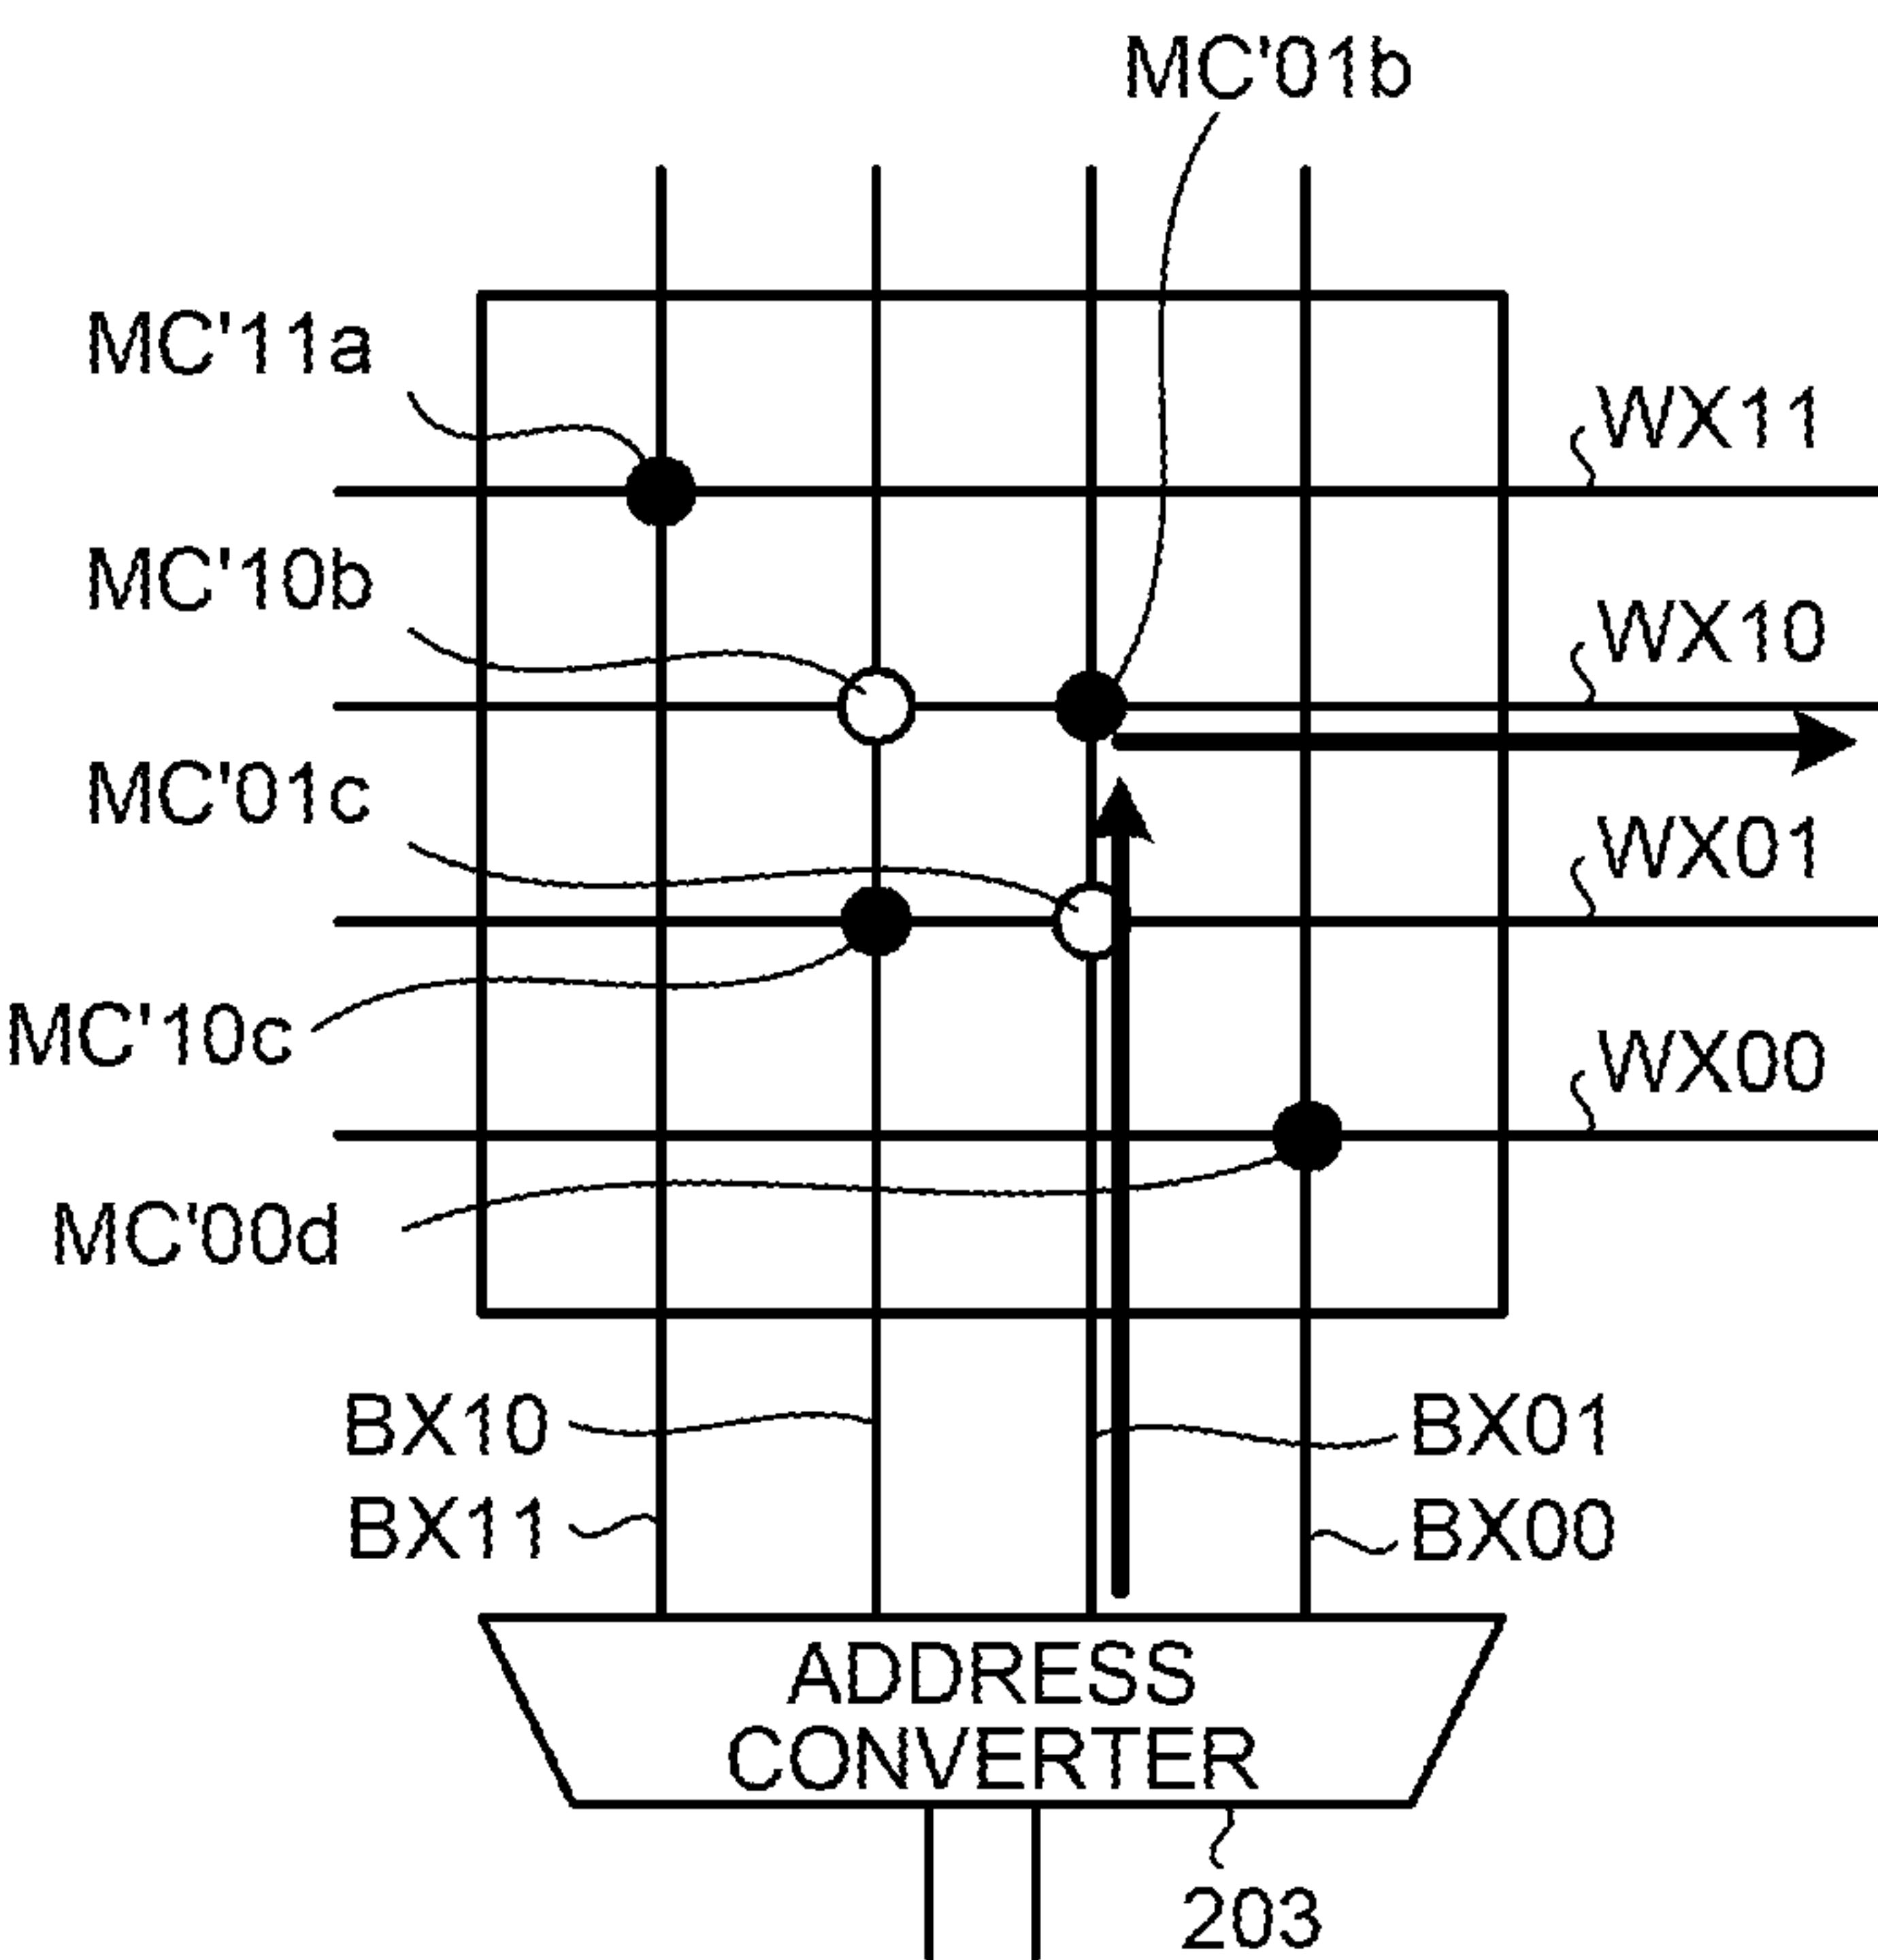 MC'01b
MC'11a
WX11
MC'10b
WX10
MC'01c
WX01
MC'10c
WX00
MC'00d
BX10
BX01
BX11
BX00
ADDRESS
CONVERTER
203